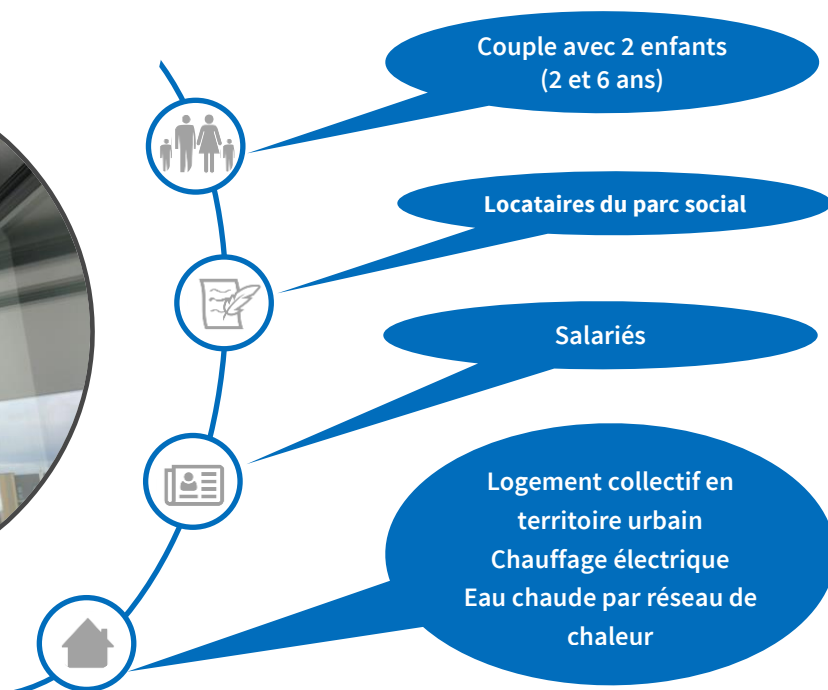 Couple avec 2 enfants
(2 et 6 ans)
Locataires du parc social
Salariés
Logement collectif en
territoire urbain
Chauffage électrique
Eau chaude par réseau de
chaleur